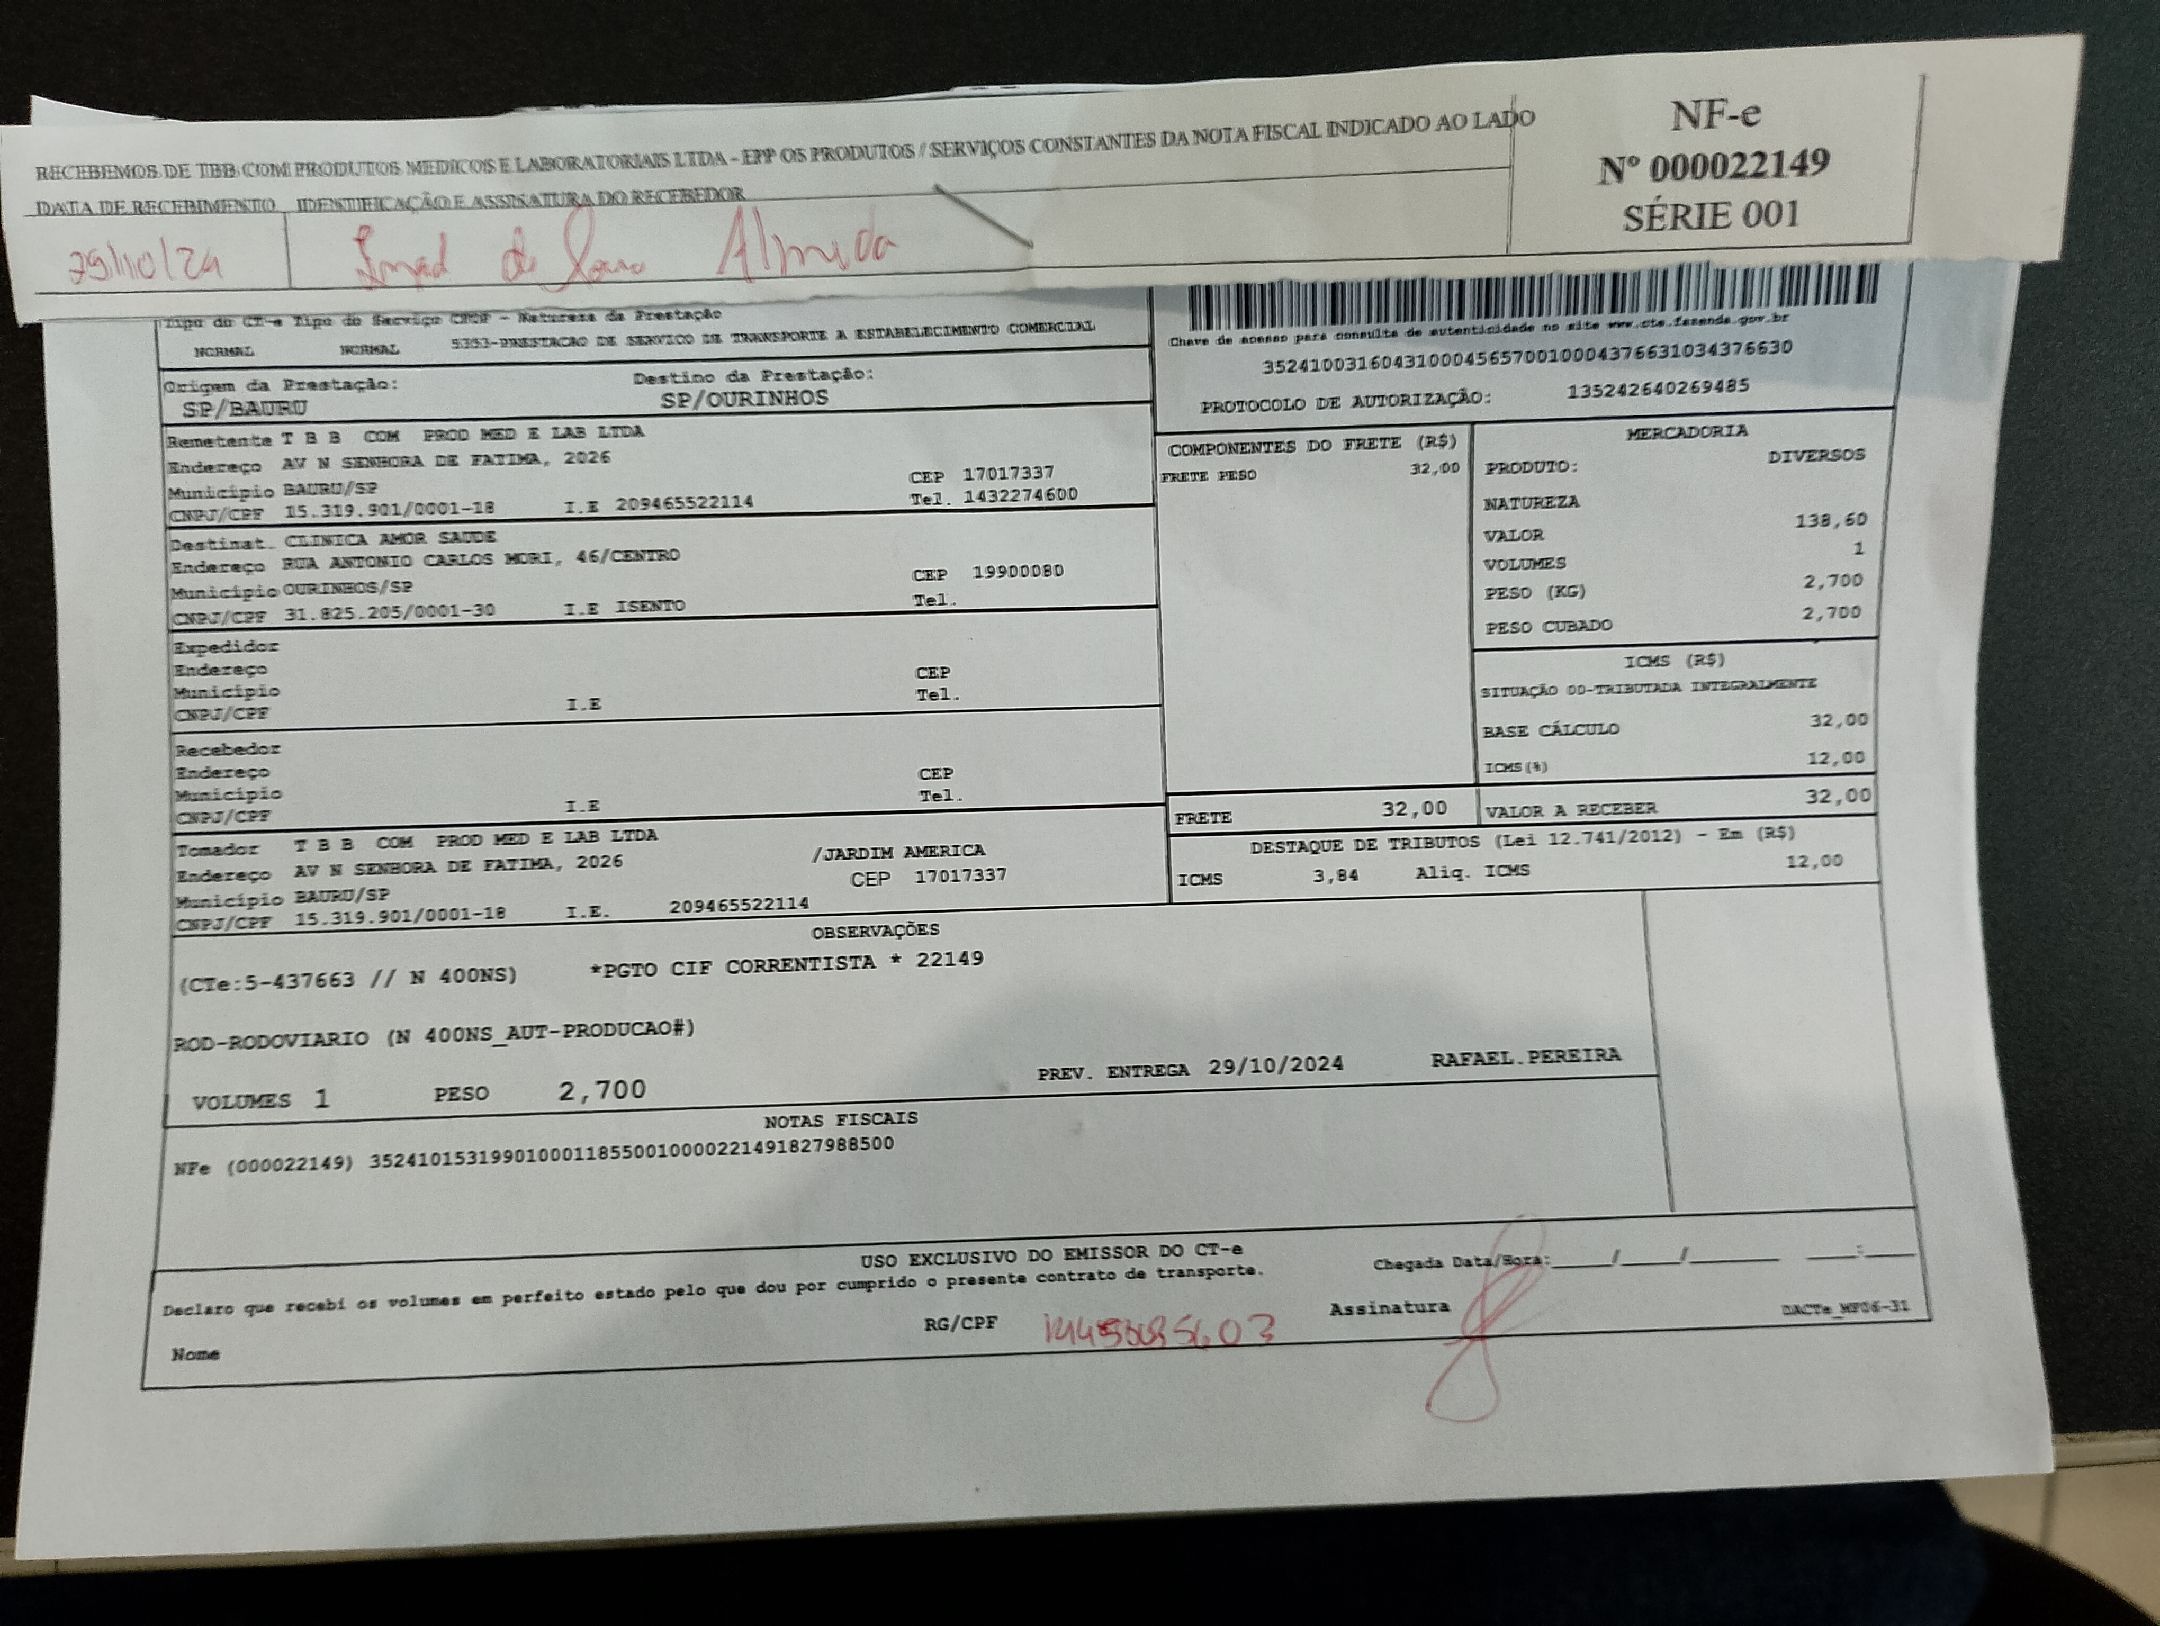 RECEBEMOS DE TBB COM PRODUTOS MEDICOS E LABORATORIAIS LTDA - EPP OS PRODUTOS / SERVIÇOS CONSTANTES DA NOTA FISCAL INDICADO AO LADO
DATA DE RECEBIMENTO IDENTIFICAÇÃO E ASSINATURA DO RECEBEDOR
NF-e
Nº 000022149
SÉRIE 001
29/10/24 de Almeida
Tipo do CT-e Tipo do Serviço CFOP - Natureza da Prestação
NORMAL NORMAL 5353-PRESTACAO DE SERVICO DE TRANSPORTE A ESTABELECIMENTO COMERCIAL
Chave de acesso para consulta de autenticidade no site www.cte.fazenda.gov.br
35241003160431000456570010004376631034376630
PROTOCOLO DE AUTORIZAÇÃO: 135242640269485
Origem da Prestação: Destino da Prestação:
SP/BAURU SP/OURINHOS
Remetente T B B COM PROD MED E LAB LTDA
Endereço AV N SENHORA DE FATIMA, 2026
Município BAURU/SP CEP 17017337
CNPJ/CPF 15.319.901/0001-18 I.E 209465522114 Tel. 1432274600
Destinat. CLINICA AMOR SAUDE
Endereço RUA ANTONIO CARLOS MORI, 46/CENTRO
Município OURINHOS/SP CEP 19900080
CNPJ/CPF 31.825.205/0001-30 I.E ISENTO Tel.
Expedidor
Endereço
Município CEP
CNPJ/CPF I.E Tel.
Recebedor
Endereço
Município CEP
CNPJ/CPF I.E Tel.
Tomador T B B COM PROD MED E LAB LTDA
Endereço AV N SENHORA DE FATIMA, 2026 /JARDIM AMERICA
Município BAURU/SP CEP 17017337
CNPJ/CPF 15.319.901/0001-18 I.E. 209465522114
COMPONENTES DO FRETE (R$)
FRETE PESO 32,00
MERCADORIA
PRODUTO: DIVERSOS
NATUREZA
VALOR 138,60
VOLUMES 1
PESO (KG) 2,700
PESO CUBADO 2,700
ICMS (R$)
SITUAÇÃO 00-TRIBUTADA INTEGRALMENTE
BASE CÁLCULO 32,00
ICMS(%) 12,00
FRETE 32,00 VALOR A RECEBER 32,00
DESTAQUE DE TRIBUTOS (Lei 12.741/2012) - Em (R$)
ICMS 3,84 Aliq. ICMS 12,00
OBSERVAÇÕES
(CTe:5-437663 // N 400NS) *PGTO CIF CORRENTISTA * 22149
ROD-RODOVIARIO (N 400NS_AUT-PRODUCAO#)
VOLUMES 1 PESO 2,700 PREV. ENTREGA 29/10/2024 RAFAEL.PEREIRA
NOTAS FISCAIS
NFe (000022149) 35241015319901000118550010000221491827988500
USO EXCLUSIVO DO EMISSOR DO CT-e
Declaro que recebi os volumes em perfeito estado pelo que dou por cumprido o presente contrato de transporte.
Chegada Data/Hora:_____/_____/________ ____:____
Nome RG/CPF Assinatura DACTe_MF06-31